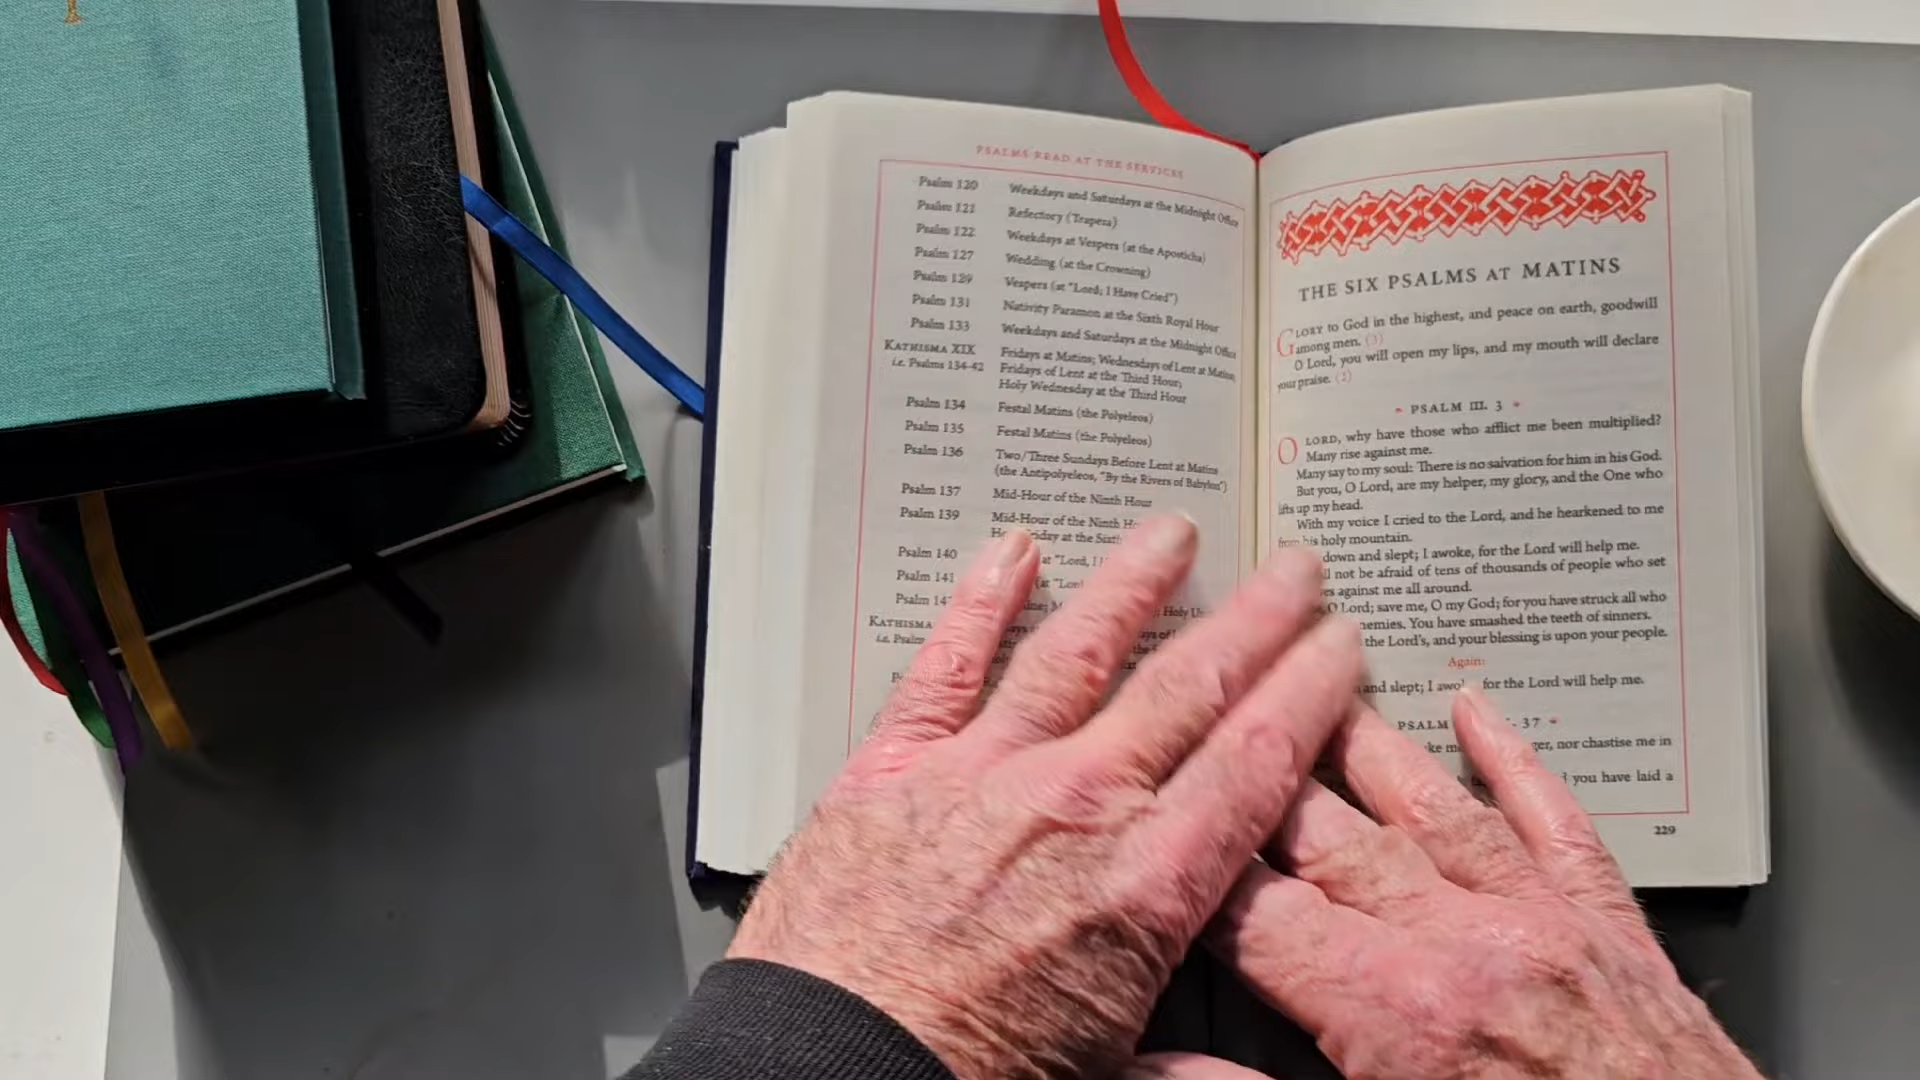 PSALMS READ AT THE SERVICES
Psalm 120 Weekdays and Saturdays at the Midnight Office
Psalm 121 Refectory (Trapeza)
Psalm 122 Weekdays at Vespers (at the Aposticha)
Psalm 127 Wedding (at the Crowning)
Psalm 129 Vespers (at "Lord, I Have Cried")
Psalm 131 Nativity Paramon at the Sixth Royal Hour
Psalm 133 Weekdays and Saturdays at the Midnight Office
KATHISMA XIX Fridays at Matins; Wednesdays of Lent at Matins;
i.e. Psalms 134-42 Fridays of Lent at the Third Hour;
Holy Wednesday at the Third Hour
Psalm 134 Festal Matins (the Polyeleos)
Psalm 135 Festal Matins (the Polyeleos)
Psalm 136 Two/Three Sundays Before Lent at Matins
(the Antipolyeleos, "By the Rivers of Babylon")
Psalm 137 Mid-Hour of the Ninth Hour
Psalm 139 Mid-Hour of the Ninth
at the Sixth
Psalm 140 at "Lord, I
Psalm 141
Psalm
KATHISMA
i.e.
THE SIX PSALMS AT MATINS
GLORY to God in the highest, and peace on earth, goodwill
among men. (3)
O Lord, you will open my lips, and my mouth will declare
your praise. (2)
PSALM III. 3
O LORD, why have those who afflict me been multiplied?
Many rise against me.
Many say to my soul: There is no salvation for him in his God.
But you, O Lord, are my helper, my glory, and the One who
lifts up my head.
With my voice I cried to the Lord, and he hearkened to me
from his holy mountain.
down and slept; I awoke, for the Lord will help me.
not be afraid of tens of thousands of people who set
against me all around.
O Lord; save me, O my God; for you have struck all who
enemies. You have smashed the teeth of sinners.
the Lord's, and your blessing is upon your people.
Again:
and slept; I awoke for the Lord will help me.
PSALM 37
nor chastise me in
you have laid a
229